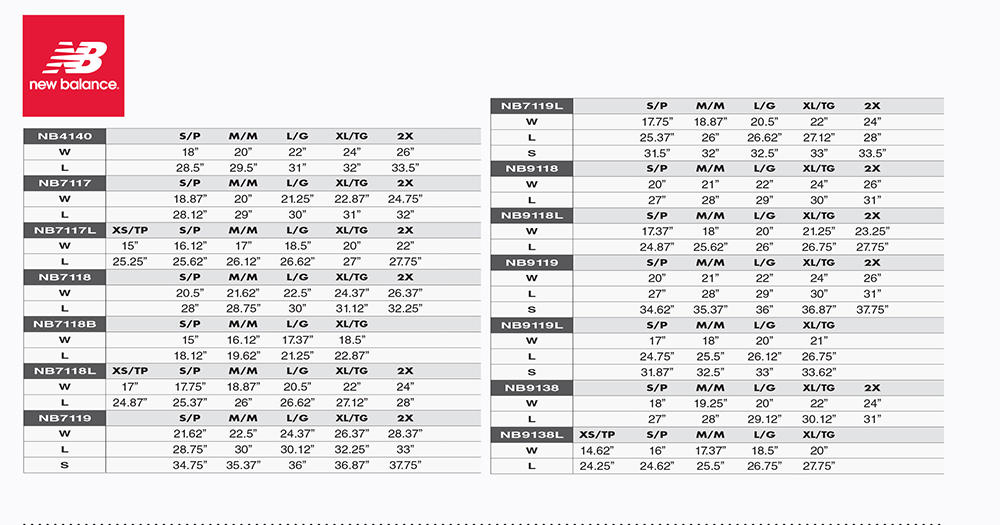 NB
new balance.
NB4140 S/P M/M L/G XL/TG 2X
W 18” 20” 22” 24” 26”
L 28.5” 29.5” 31” 32” 33.5”
NB7117 S/P M/M L/G XL/TG 2X
W 18.87” 20” 21.25” 22.87” 24.75”
L 28.12” 29” 30” 31” 32”
NB7117L XS/TP S/P M/M L/G XL/TG 2X
W 15” 16.12” 17” 18.5” 20” 22”
L 25.25” 25.62” 26.12” 26.62” 27” 27.75”
NB7118 S/P M/M L/G XL/TG 2X
W 20.5” 21.62” 22.5” 24.37” 26.37”
L 28” 28.75” 30” 31.12” 32.25”
NB7118B S/P M/M L/G XL/TG
W 15” 16.12” 17.37” 18.5”
L 18.12” 19.62” 21.25” 22.87”
NB7118L XS/TP S/P M/M L/G XL/TG 2X
W 17” 17.75” 18.87” 20.5” 22” 24”
L 24.87” 25.37” 26” 26.62” 27.12” 28”
NB7119 S/P M/M L/G XL/TG 2X
W 21.62” 22.5” 24.37” 26.37” 28.37”
L 28.75” 30” 30.12” 32.25” 33”
S 34.75” 35.37” 36” 36.87” 37.75”
NB7119L S/P M/M L/G XL/TG 2X
W 17.75” 18.87” 20.5” 22” 24”
L 25.37” 26” 26.62” 27.12” 28”
S 31.5” 32” 32.5” 33” 33.5”
NB9118 S/P M/M L/G XL/TG 2X
W 20” 21” 22” 24” 26”
L 27” 28” 29” 30” 31”
NB9118L S/P M/M L/G XL/TG 2X
W 17.37” 18” 20” 21.25” 23.25”
L 24.87” 25.62” 26” 26.75” 27.75”
NB9119 S/P M/M L/G XL/TG 2X
W 20” 21” 22” 24” 26”
L 27” 28” 29” 30” 31”
S 34.62” 35.37” 36” 36.87” 37.75”
NB9119L S/P M/M L/G XL/TG
W 17” 18” 20” 21”
L 24.75” 25.5” 26.12” 26.75”
S 31.87” 32.5” 33” 33.62”
NB9138 S/P M/M L/G XL/TG 2X
W 18” 19.25” 20” 22” 24”
L 27” 28” 29.12” 30.12” 31”
NB9138L XS/TP S/P M/M L/G XL/TG
W 14.62” 16” 17.37” 18.5” 20”
L 24.25” 24.62” 25.5” 26.75” 27.75”